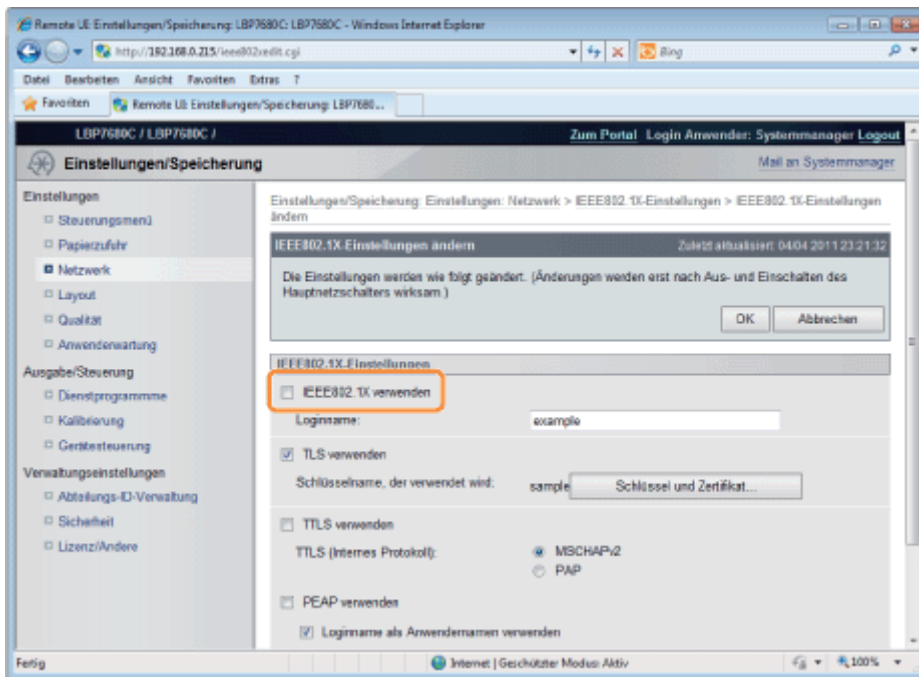 Remote UI: Einstellungen/Speicherung: LBP7680C: LBP7680C - Windows Internet Explorer
http://192.168.0.215/ieee802xedit.cgi
Bing
Datei Bearbeiten Ansicht Favoriten Extras ?
Favoriten Remote UI: Einstellungen/Speicherung: LBP7680...
LBP7680C / LBP7680C / Zum Portal Login Anwender: Systemmanager Logout
Einstellungen/Speicherung Mail an Systemmanager
Einstellungen
Steuerungsmenü
Papierzufuhr
Netzwerk
Layout
Qualität
Anwenderwartung
Ausgabe/Steuerung
Dienstprogramme
Kalibrierung
Gerätesteuerung
Verwaltungseinstellungen
Abteilungs-ID-Verwaltung
Sicherheit
Lizenz/Andere
Einstellungen/Speicherung: Einstellungen: Netzwerk > IEEE802.1X-Einstellungen > IEEE802.1X-Einstellungen
ändern
IEEE802.1X-Einstellungen ändern Zuletzt aktualisiert: 04/04 2011 23:21:32
Die Einstellungen werden wie folgt geändert. (Änderungen werden erst nach Aus- und Einschalten des
Hauptnetzschalters wirksam.)
OK Abbrechen
IEEE802.1X-Einstellungen
IEEE802.1X verwenden
Loginname: example
TLS verwenden
Schlüsselname, der verwendet wird: sample Schlüssel und Zertifikat...
TTLS verwenden
TTLS (Internes Protokoll): MSCHAPv2
PAP
PEAP verwenden
Loginname als Anwendernamen verwenden
Fertig Internet | Geschützter Modus: Aktiv 100%